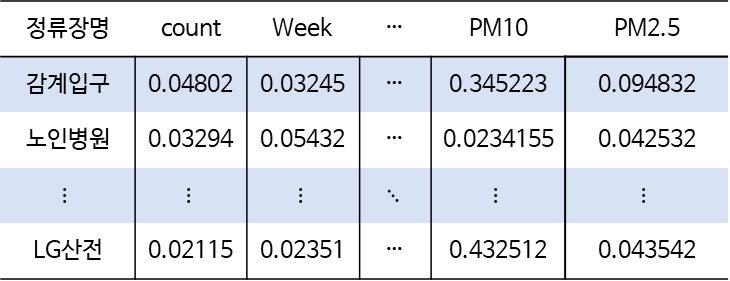 정류장명 count Week ⋯ PM10 PM2.5
감계입구 0.04802 0.03245 ⋯ 0.345223 0.094832
노인병원 0.03294 0.05432 ⋯ 0.0234155 0.042532
⋮ ⋮ ⋮ ⋱ ⋮ ⋮
LG산전 0.02115 0.02351 ⋯ 0.432512 0.043542